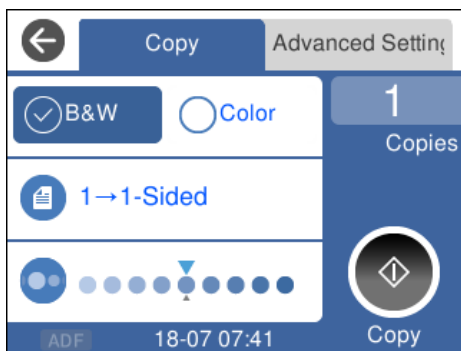 Copy
Advanced Setting
B&W
Color
1
Copies
1→1-Sided
ADF
18-07 07:41
Copy